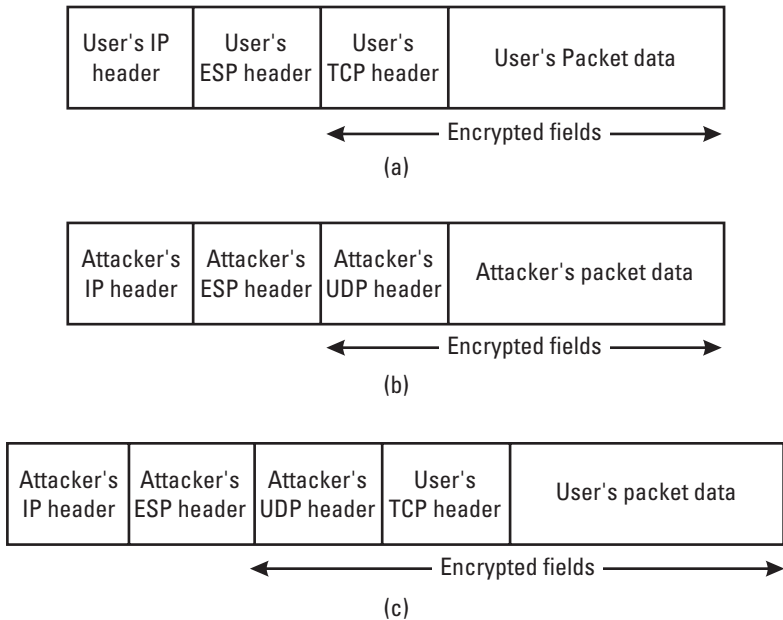 User's IP header
User's ESP header
User's TCP header
User's Packet data
Encrypted fields
(a)
Attacker's IP header
Attacker's ESP header
Attacker's UDP header
Attacker's packet data
Encrypted fields
(b)
Attacker's IP header
Attacker's ESP header
Attacker's UDP header
User's TCP header
User's packet data
Encrypted fields
(c)